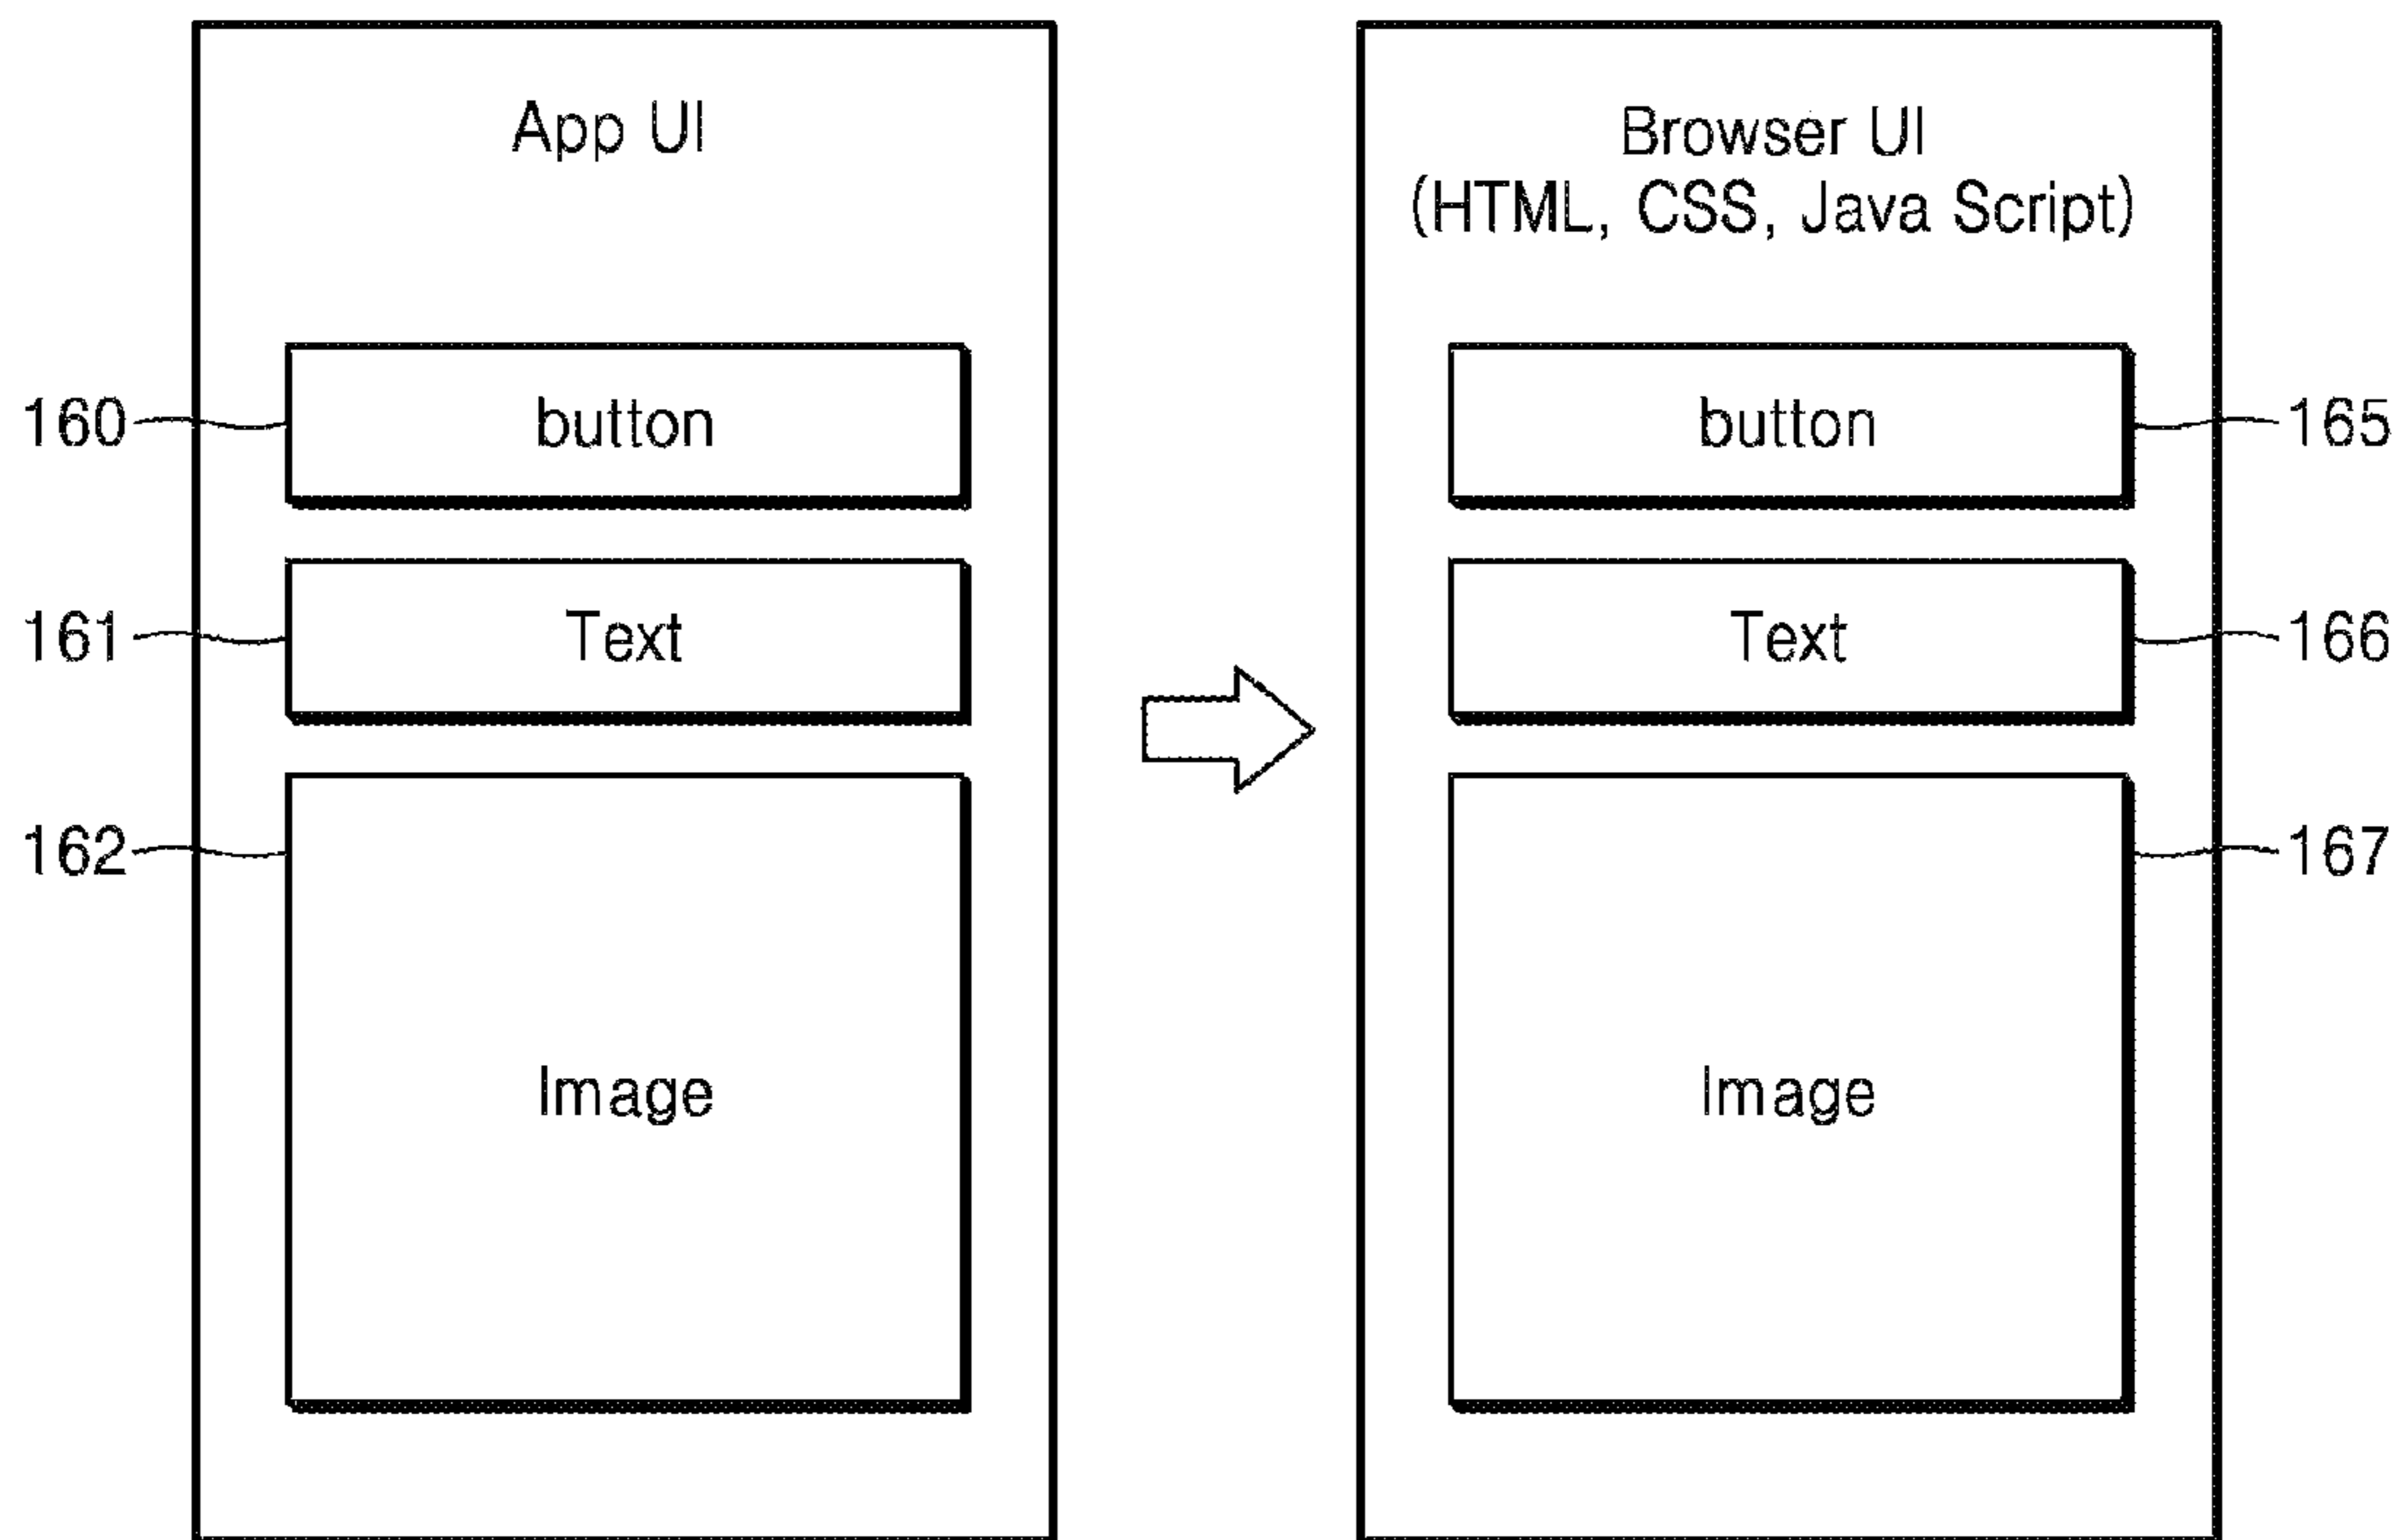 App UI
160
button
161
Text
162
Image
Browser UI
(HTML, CSS, Java Script)
button
165
Text
166
167
Image